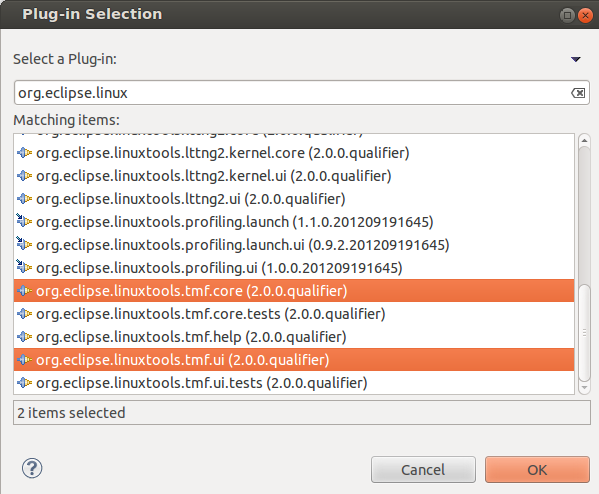 Plug-in Selection
Select a Plug-in:
org.eclipse.linux
Matching items:
org.eclipse.linuxtools.lttng2.kernel.core (2.0.0.qualifier)
org.eclipse.linuxtools.lttng2.kernel.ui (2.0.0.qualifier)
org.eclipse.linuxtools.lttng2.ui (2.0.0.qualifier)
org.eclipse.linuxtools.profiling.launch (1.1.0.201209191645)
org.eclipse.linuxtools.profiling.launch.ui (0.9.2.201209191645)
org.eclipse.linuxtools.profiling.ui (1.0.0.201209191645)
org.eclipse.linuxtools.tmf.core (2.0.0.qualifier)
org.eclipse.linuxtools.tmf.core.tests (2.0.0.qualifier)
org.eclipse.linuxtools.tmf.help (2.0.0.qualifier)
org.eclipse.linuxtools.tmf.ui (2.0.0.qualifier)
org.eclipse.linuxtools.tmf.ui.tests (2.0.0.qualifier)
2 items selected
? Cancel OK